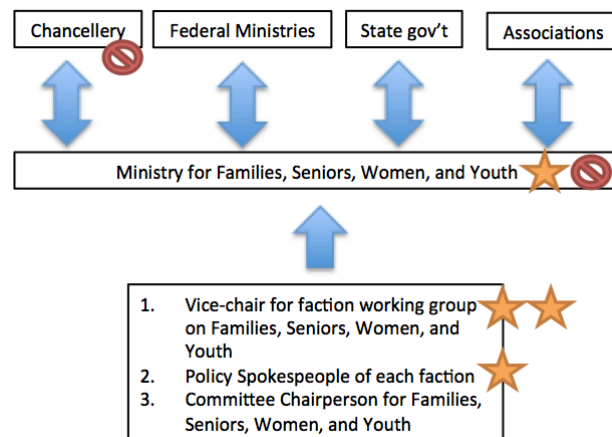 Chancellery
Federal Ministries
State gov't
Associations
Ministry for Families, Seniors, Women, and Youth
1. Vice-chair for faction working group
on Families, Seniors, Women, and
Youth
2. Policy Spokespeople of each faction
3. Committee Chairperson for Families,
Seniors, Women, and Youth